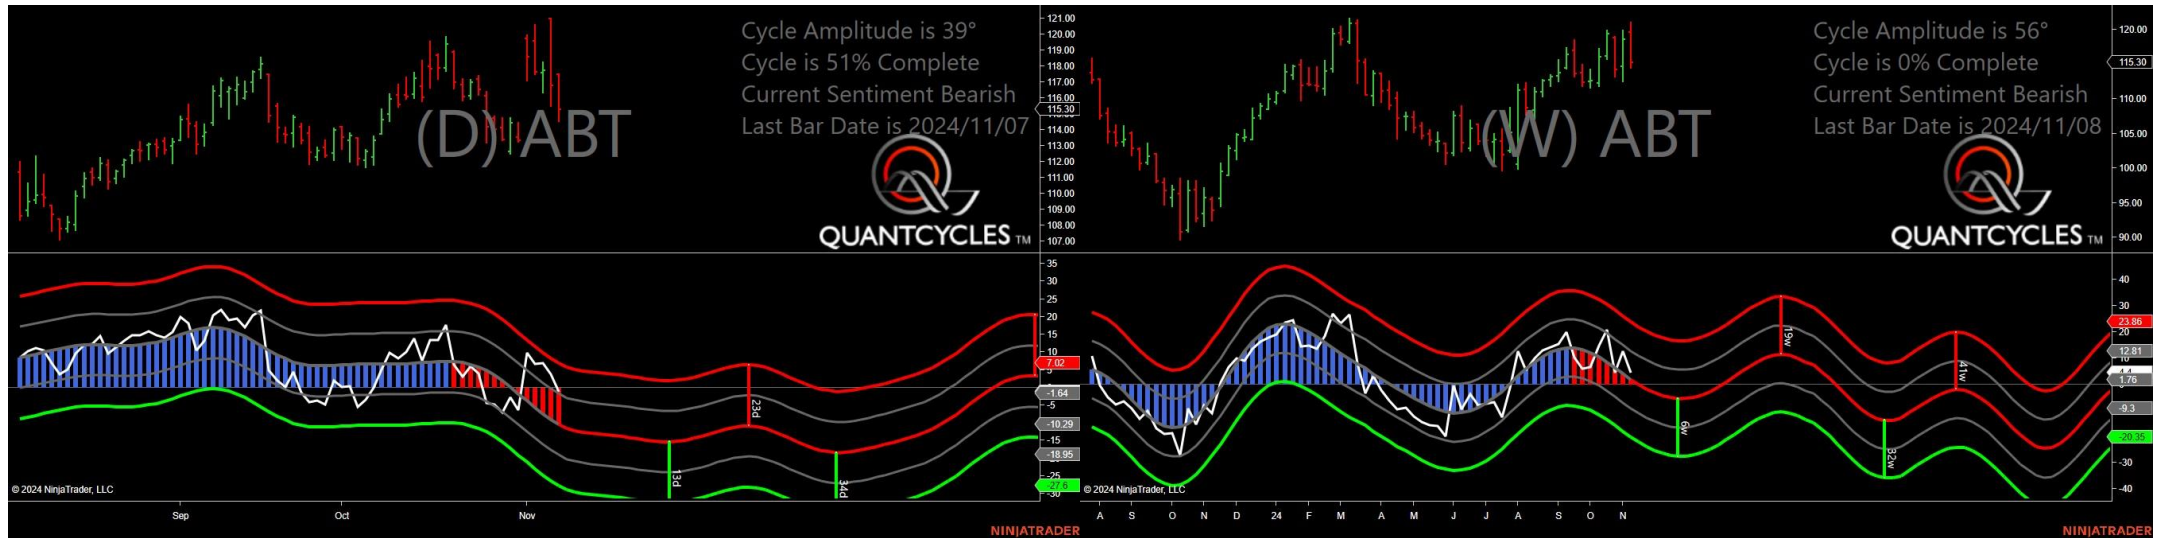 Cycle Amplitude is 39°
Cycle is 51% Complete
Current Sentiment Bearish
Last Bar Date is 2024/11/07
(D) ABT
QUANTCYCLES TM
121.00
120.00
119.00
118.00
117.00
116.00
115.30
114.00
113.00
112.00
111.00
110.00
109.00
108.00
107.00
35
30
25
20
15
10
7.02
5
-1.64
-5
-10.29
-15
-18.95
-25
-27.6
-30
13d
23d
34d
© 2024 NinjaTrader, LLC
Sep Oct Nov
NINJATRADER
Cycle Amplitude is 56°
Cycle is 0% Complete
Current Sentiment Bearish
Last Bar Date is 2024/11/08
(W) ABT
QUANTCYCLES TM
120.00
115.30
110.00
105.00
100.00
95.00
90.00
40
30
23.86
20
12.81
10
4.4
1.76
-9.3
-20.35
-30
-40
6w
19w
32w
41w
© 2024 NinjaTrader, LLC
A S O N D 24 F M A M J J A S O N
NINJATRADER